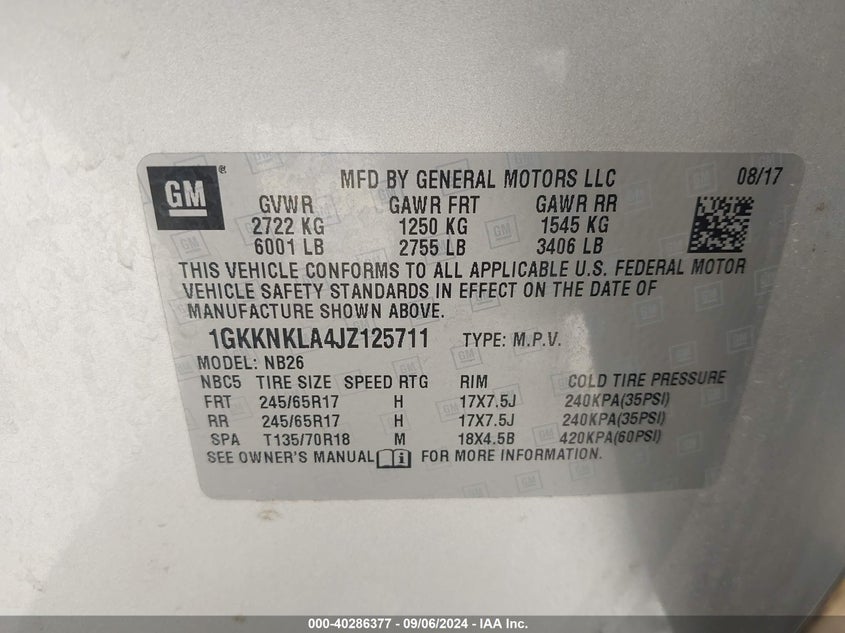 GM ®
MFD BY GENERAL MOTORS LLC 08/17
GVWR GAWR FRT GAWR RR
2722 KG 1250 KG 1545 KG
6001 LB 2755 LB 3406 LB
THIS VEHICLE CONFORMS TO ALL APPLICABLE U.S. FEDERAL MOTOR
VEHICLE SAFETY STANDARDS IN EFFECT ON THE DATE OF
MANUFACTURE SHOWN ABOVE.
1GKKNKLA4JZ125711 TYPE: M.P.V.
MODEL: NB26
NBC5 TIRE SIZE SPEED RTG RIM COLD TIRE PRESSURE
FRT 245/65R17 H 17X7.5J 240KPA(35PSI)
RR 245/65R17 H 17X7.5J 240KPA(35PSI)
SPA T135/70R18 M 18X4.5B 420KPA(60PSI)
SEE OWNER'S MANUAL i FOR MORE INFORMATION.
000-40286377 - 09/06/2024 - IAA Inc.